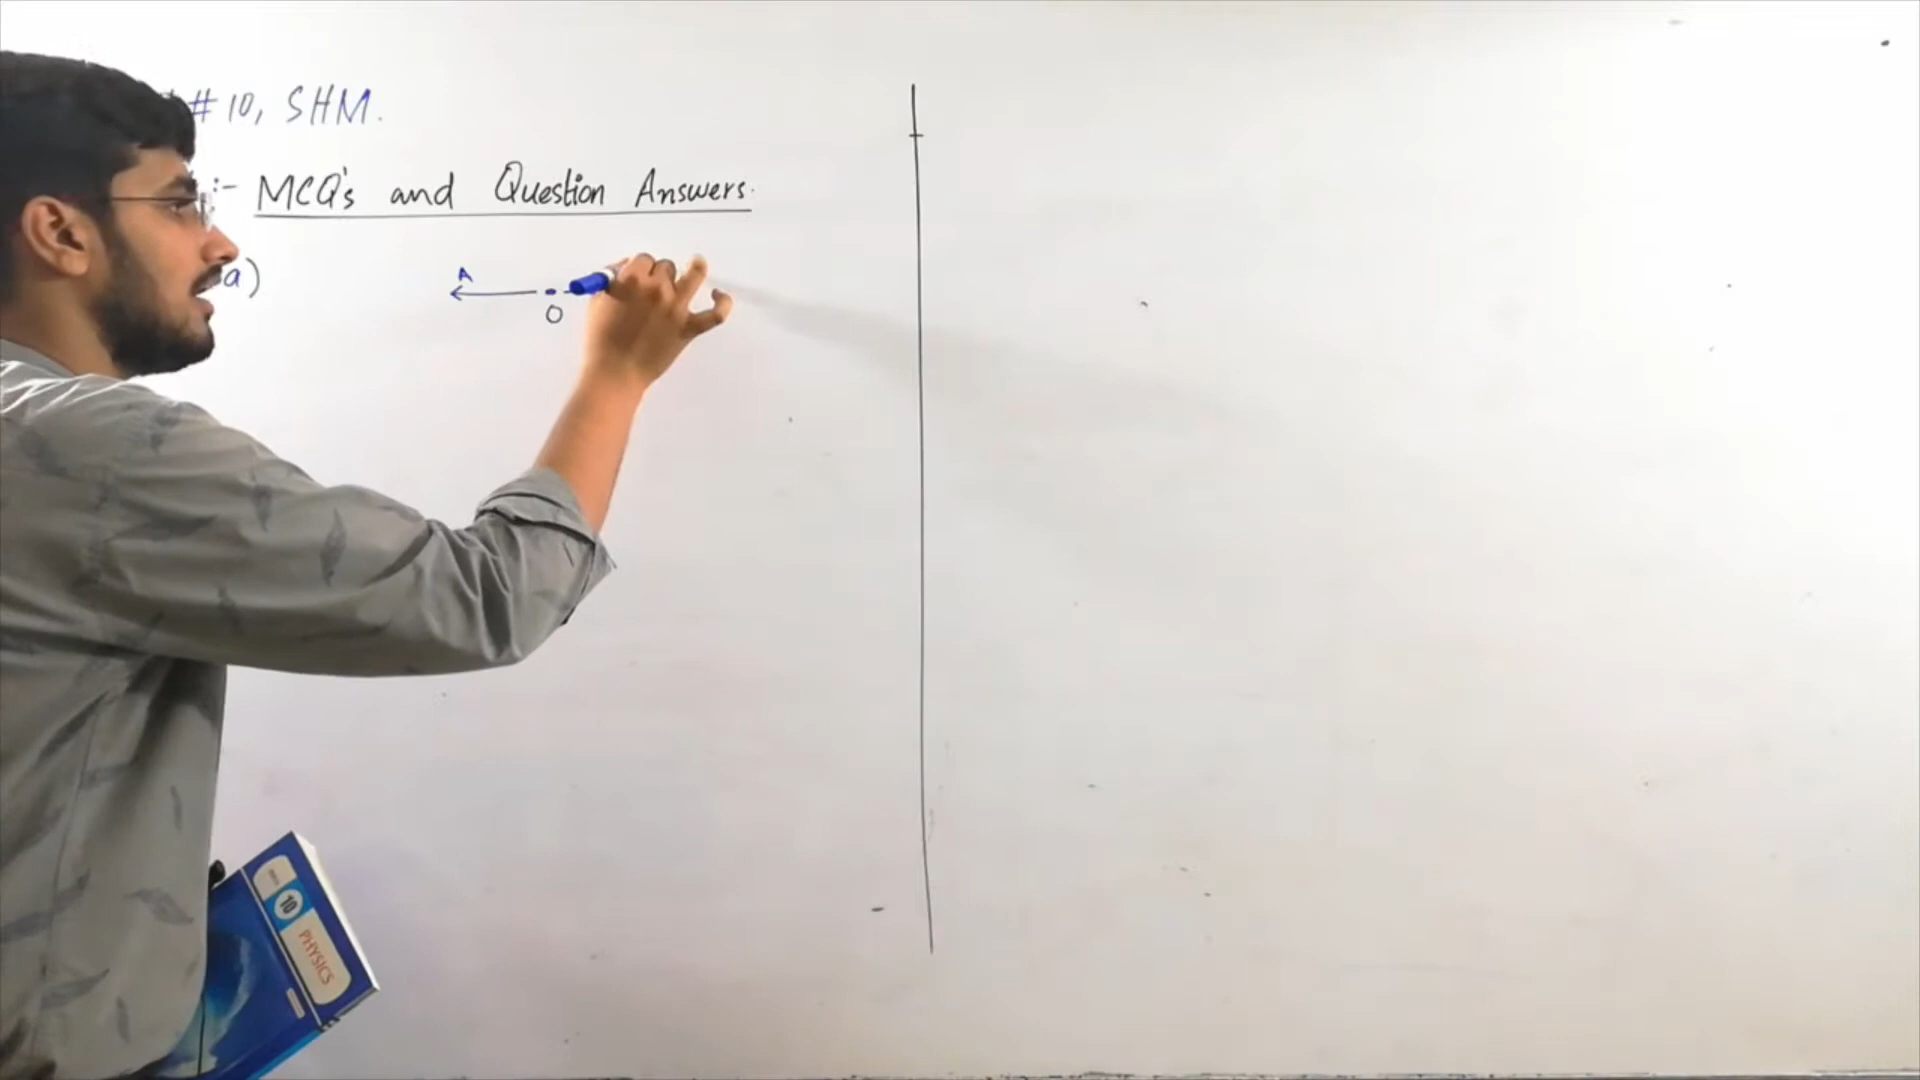 # 10, SHM.
:- MCQ's and Question Answers.
a)
A
O
10
PHYSICS